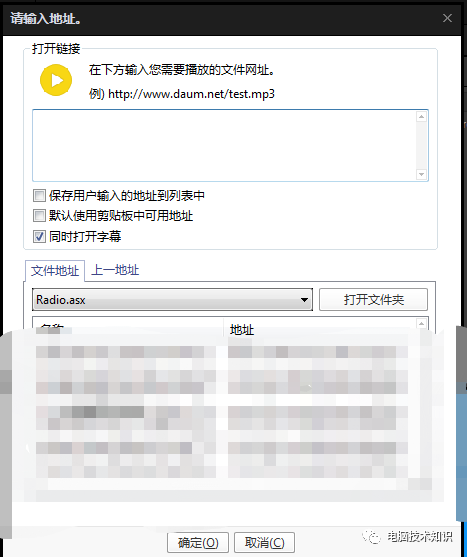 请输入地址。
打开链接
在下方输入您需要播放的文件网址。
例) http://www.daum.net/test.mp3
保存用户输入的地址到列表中
默认使用剪贴板中可用地址
同时打开字幕
文件地址 上一地址
Radio.asx 打开文件夹
名称 地址
确定(O) 取消(C)
电脑技术知识